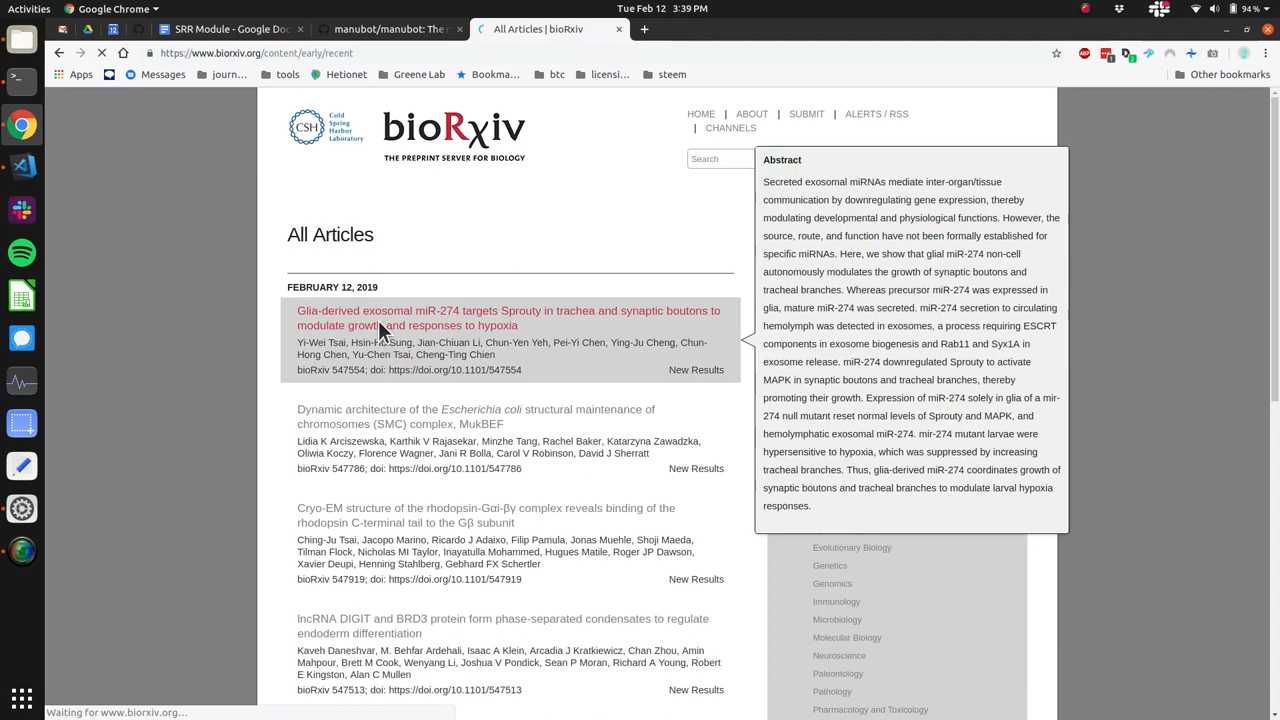 Activities
Google Chrome
Tue Feb 12  3:39 PM
94 %
SRR Module - Google Doc
manubot/manubot: The m
All Articles | bioRxiv
https://www.biorxiv.org/content/early/recent
Apps
Messages
journ…
tools
Hetionet
Greene Lab
Bookma…
btc
licensi…
steem
Other bookmarks
CSH
Cold
Spring
Harbor
Laboratory
bioRxiv
THE PREPRINT SERVER FOR BIOLOGY
HOME | ABOUT | SUBMIT | ALERTS / RSS
| CHANNELS
Search
All Articles
FEBRUARY 12, 2019
Glia-derived exosomal miR-274 targets Sprouty in trachea and synaptic boutons to
modulate growth and responses to hypoxia
Yi-Wei Tsai, Hsin-H Sung, Jian-Chiuan Li, Chun-Yen Yeh, Pei-Yi Chen, Ying-Ju Cheng, Chun-
Hong Chen, Yu-Chen Tsai, Cheng-Ting Chien
bioRxiv 547554; doi: https://doi.org/10.1101/547554
New Results
Dynamic architecture of the Escherichia coli structural maintenance of
chromosomes (SMC) complex, MukBEF
Lidia K Arciszewska, Karthik V Rajasekar, Minzhe Tang, Rachel Baker, Katarzyna Zawadzka,
Oliwia Koczy, Florence Wagner, Jani R Bolla, Carol V Robinson, David J Sherratt
bioRxiv 547786; doi: https://doi.org/10.1101/547786
New Results
Cryo-EM structure of the rhodopsin-Gαi-βγ complex reveals binding of the
rhodopsin C-terminal tail to the Gβ subunit
Ching-Ju Tsai, Jacopo Marino, Ricardo J Adaixo, Filip Pamula, Jonas Muehle, Shoji Maeda,
Tilman Flock, Nicholas MI Taylor, Inayatulla Mohammed, Hugues Matile, Roger JP Dawson,
Xavier Deupi, Henning Stahlberg, Gebhard FX Schertler
bioRxiv 547919; doi: https://doi.org/10.1101/547919
New Results
lncRNA DIGIT and BRD3 protein form phase-separated condensates to regulate
endoderm differentiation
Kaveh Daneshvar, M. Behfar Ardehali, Isaac A Klein, Arcadia J Kratkiewicz, Chan Zhou, Amin
Mahpour, Brett M Cook, Wenyang Li, Joshua V Pondick, Sean P Moran, Richard A Young, Robert
E Kingston, Alan C Mullen
bioRxiv 547513; doi: https://doi.org/10.1101/547513
New Results
Abstract
Secreted exosomal miRNAs mediate inter-organ/tissue
communication by downregulating gene expression, thereby
modulating developmental and physiological functions. However, the
source, route, and function have not been formally established for
specific miRNAs. Here, we show that glial miR-274 non-cell
autonomously modulates the growth of synaptic boutons and
tracheal branches. Whereas precursor miR-274 was expressed in
glia, mature miR-274 was secreted. miR-274 secretion to circulating
hemolymph was detected in exosomes, a process requiring ESCRT
components in exosome biogenesis and Rab11 and Syx1A in
exosome release. miR-274 downregulated Sprouty to activate
MAPK in synaptic boutons and tracheal branches, thereby
promoting their growth. Expression of miR-274 solely in glia of a mir-
274 null mutant reset normal levels of Sprouty and MAPK, and
hemolymphatic exosomal miR-274. mir-274 mutant larvae were
hypersensitive to hypoxia, which was suppressed by increasing
tracheal branches. Thus, glia-derived miR-274 coordinates growth of
synaptic boutons and tracheal branches to modulate larval hypoxia
responses.
Evolutionary Biology
Genetics
Genomics
Immunology
Microbiology
Molecular Biology
Neuroscience
Paleontology
Pathology
Pharmacology and Toxicology
Waiting for www.biorxiv.org…